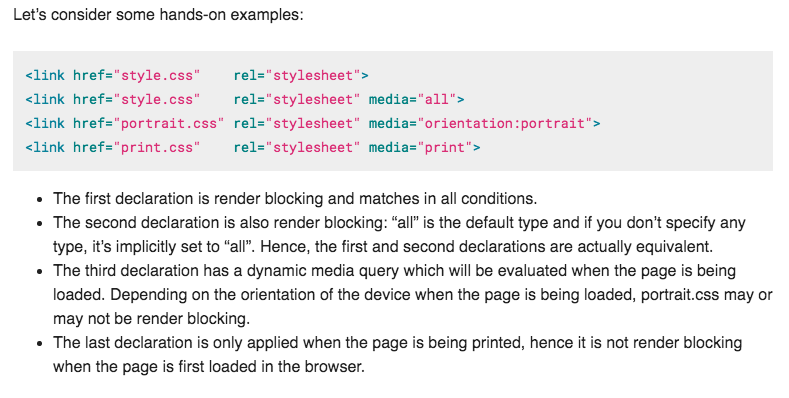 Let’s consider some hands-on examples:
<link href="style.css"    rel="stylesheet">
<link href="style.css"    rel="stylesheet" media="all">
<link href="portrait.css" rel="stylesheet" media="orientation:portrait">
<link href="print.css"    rel="stylesheet" media="print">
• The first declaration is render blocking and matches in all conditions.
• The second declaration is also render blocking: “all” is the default type and if you don’t specify any
type, it’s implicitly set to “all”. Hence, the first and second declarations are actually equivalent.
• The third declaration has a dynamic media query which will be evaluated when the page is being
loaded. Depending on the orientation of the device when the page is being loaded, portrait.css may or
may not be render blocking.
• The last declaration is only applied when the page is being printed, hence it is not render blocking
when the page is first loaded in the browser.